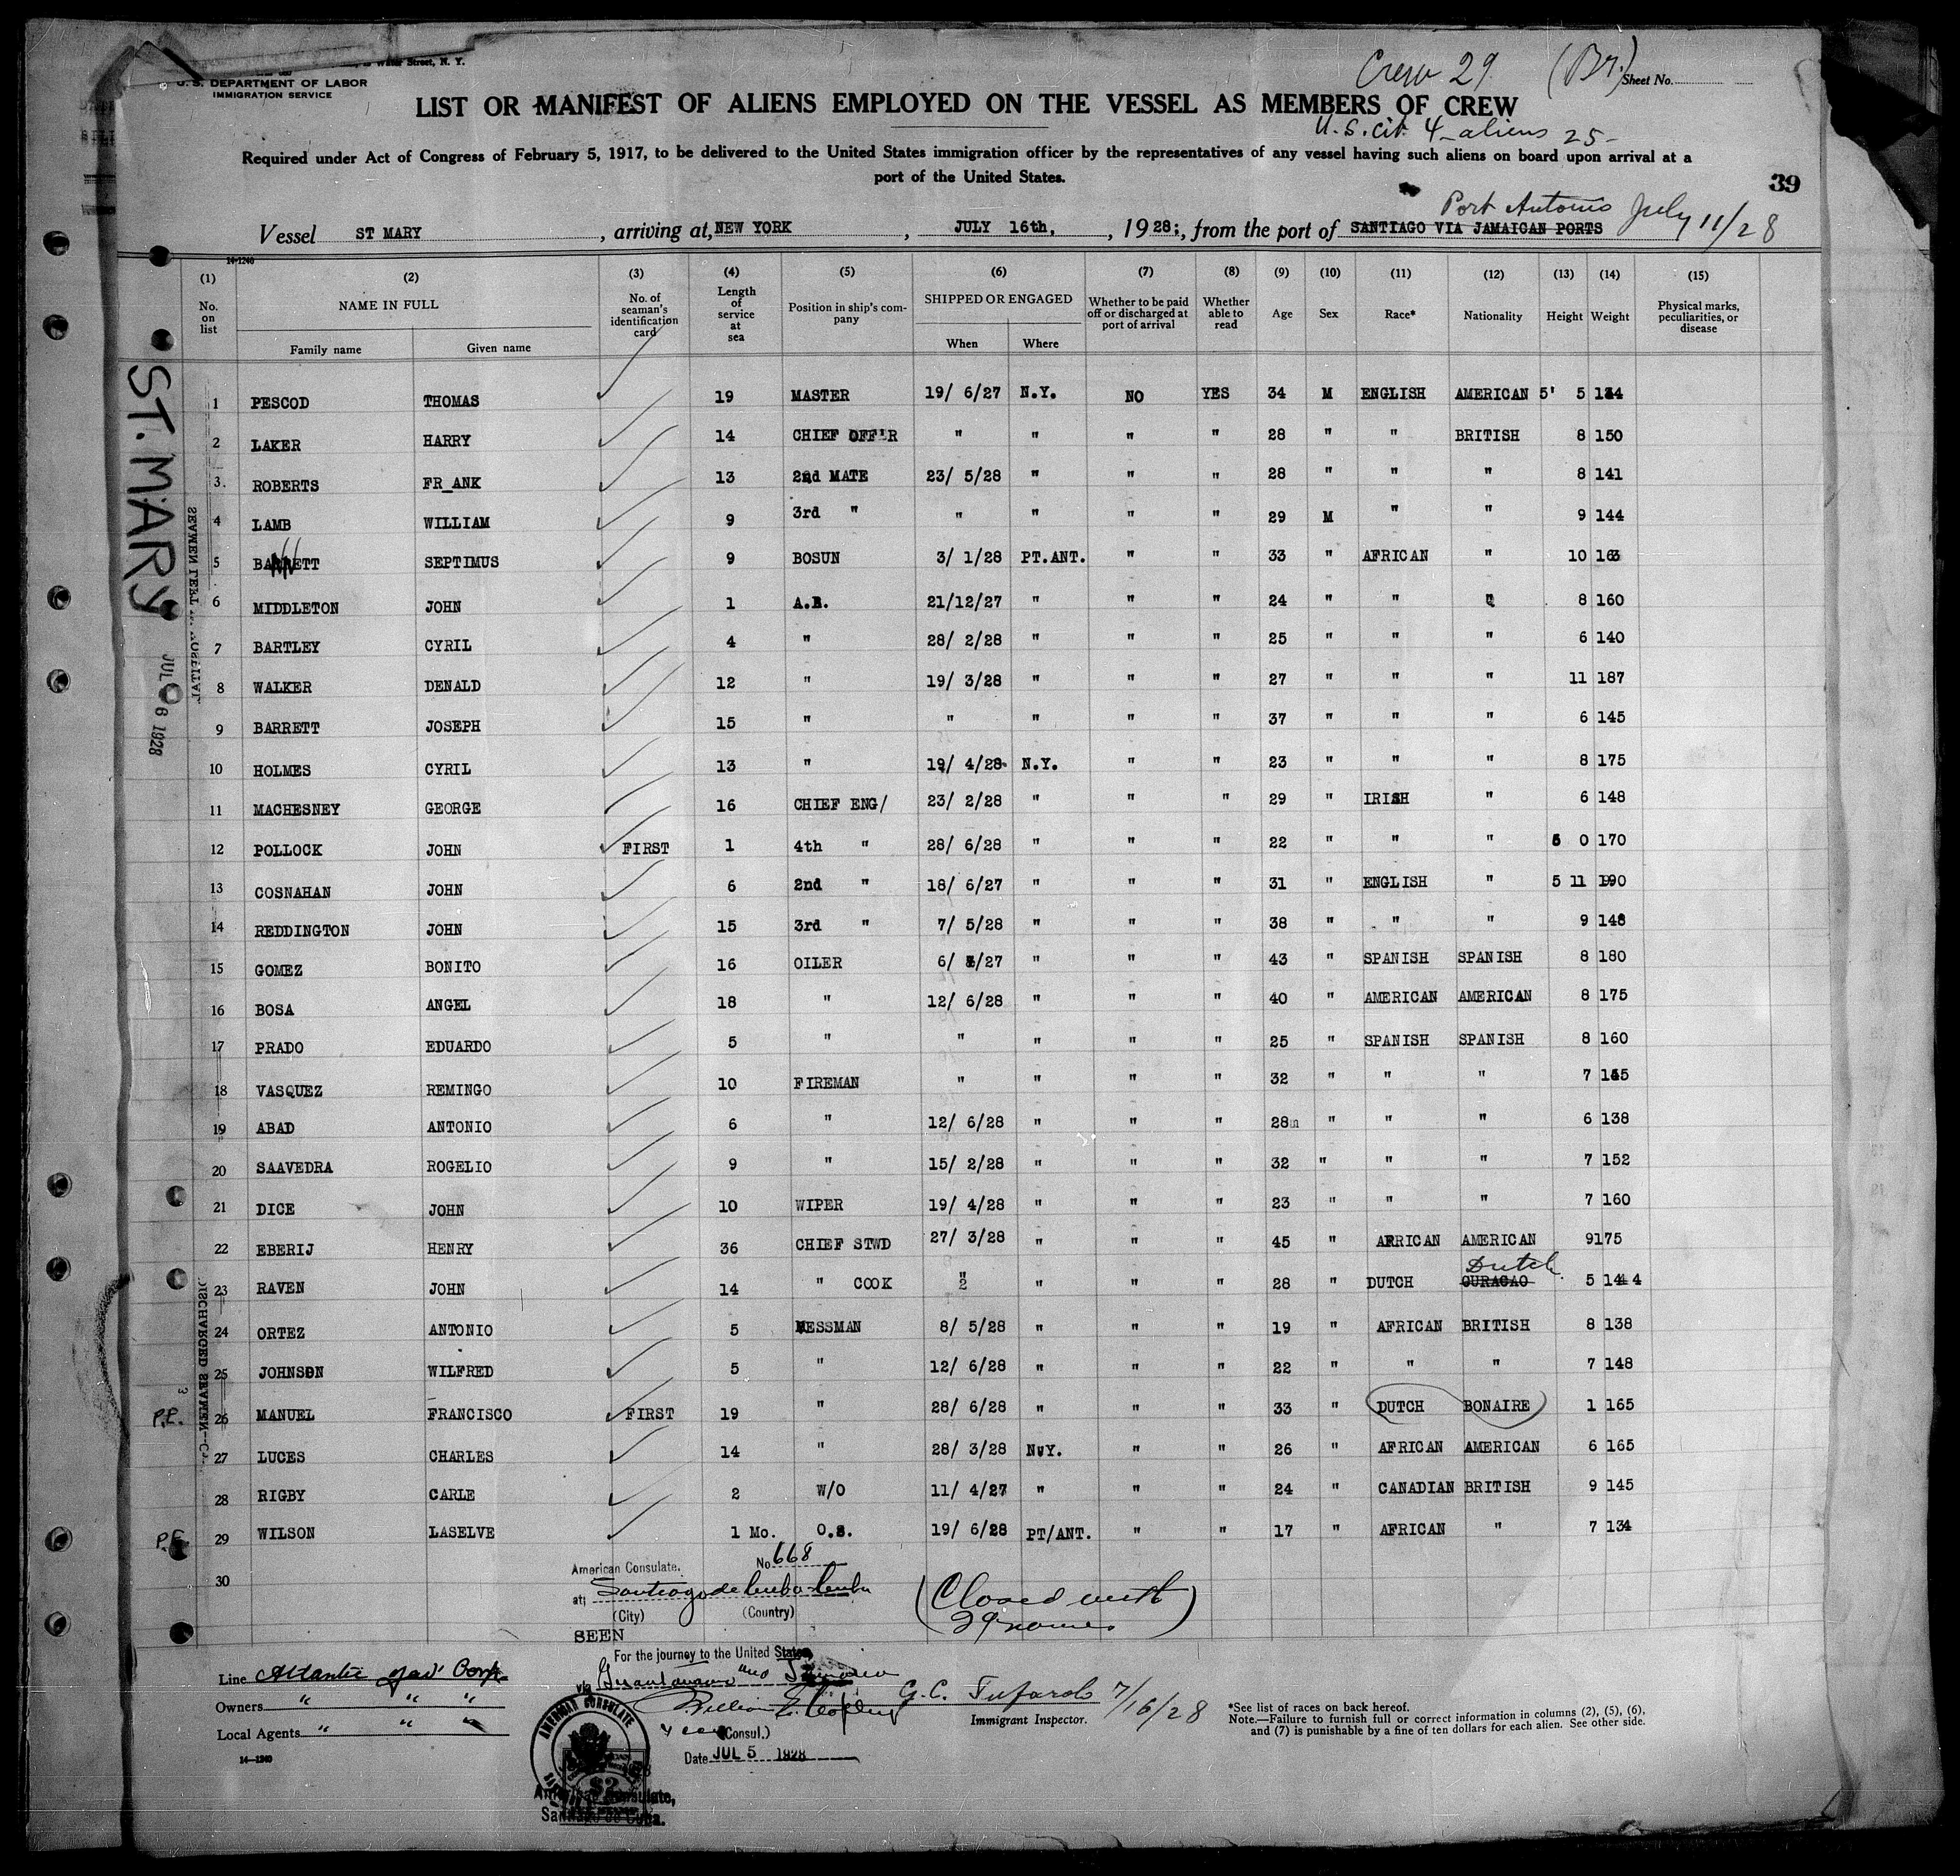 Street, N. Y.
U. S. DEPARTMENT OF LABOR
IMMIGRATION SERVICE
Crew 29 (Br.) Sheet No.
LIST OR MANIFEST OF ALIENS EMPLOYED ON THE VESSEL AS MEMBERS OF CREW
U.S. cit. 4 - aliens 25 -
Required under Act of Congress of February 5, 1917, to be delivered to the United States immigration officer by the representatives of any vessel having such aliens on board upon arrival at a
port of the United States.
39
Port Antonio July 11/28
Vessel ST MARY, arriving at, NEW YORK, JULY 16th, 1928;, from the port of SANTIAGO VIA JAMAICAN PORTS
14-1240
(1) (2) (3) (4) (5) (6) (7) (8) (9) (10) (11) (12) (13) (14) (15)
No. on list NAME IN FULL No. of seaman's identification card Length of service at sea Position in ship's company SHIPPED OR ENGAGED Whether to be paid off or discharged at port of arrival Whether able to read Age Sex Race* Nationality Height Weight Physical marks, peculiarities, or disease
Family name Given name When Where
1 PESCOD THOMAS 19 MASTER 19/ 6/27 N.Y. NO YES 34 M ENGLISH AMERICAN 5' 5
2 LAKER HARRY 14 CHIEF OFF'R " " " " 28 " " BRITISH 8 150
3. ROBERTS FR_ANK 13 2nd MATE 23/ 5/28 " " " 28 " " " 8 141
4 LAMB WILLIAM 9 3rd " " " " " 29 M " " 9 144
5 BARRETT SEPTIMUS 9 BOSUN 3/ 1/28 PT.ANT. " " 33 " AFRICAN " 10 163
6 MIDDLETON JOHN 1 A.B. 21/12/27 " " " 24 " " " 8 160
7 BARTLEY CYRIL 4 " 28/ 2/28 " " " 25 " " " 6 140
8 WALKER DENALD 12 " 19/ 3/28 " " " 27 " " " 11 187
9 BARRETT JOSEPH 15 " " " " " 37 " " " 6 145
10 HOLMES CYRIL 13 " 19/ 4/28 N.Y. " " 23 " " " 8 175
11 MACHESNEY GEORGE 16 CHIEF ENG/ 23/ 2/28 " " " 29 " IRISH " 6 148
12 POLLOCK JOHN FIRST 1 4th " 28/ 6/28 " " " 22 " " " 5 0 170
13 COSNAHAN JOHN 6 2nd " 18/ 6/27 " " " 31 " ENGLISH " 5 11 190
14 REDDINGTON JOHN 15 3rd " 7/ 5/28 " " " 38 " " " 9 148
15 GOMEZ BONITO 16 OILER 6/ /27 " " " 43 " SPANISH SPANISH 8 180
16 BOSA ANGEL 18 " 12/ 6/28 " " " 40 " AMERICAN AMERICAN 8 175
17 PRADO EDUARDO 5 " " " " " 25 " SPANISH SPANISH 8 160
18 VASQUEZ REMINGO 10 FIREMAN " " " " 32 " " " 7
19 ABAD ANTONIO 6 " 12/ 6/28 " " " 28 " " " 6 138
20 SAAVEDRA ROGELIO 9 " 15/ 2/28 " " " 32 " " " 7 152
21 DICE JOHN 10 WIPER 19/ 4/28 " " " 23 " " " 7 160
22 EBERIJ HENRY 36 CHIEF STWD 27/ 3/28 " " " 45 " AFRICAN AMERICAN 9175
Dutch
23 RAVEN JOHN 14 " COOK " 2 " " " 28 " DUTCH CURACAO 5 144
24 ORTEZ ANTONIO 5 MESSMAN 8/ 5/28 " " " 19 " AFRICAN BRITISH 8 138
25 JOHNSON WILFRED 5 " 12/ 6/28 " " " 22 " " " 7 148
P.E. 26 MANUEL FRANCISCO FIRST 19 " 28/ 6/28 " " " 33 " DUTCH BONAIRE 1 165
27 LUCES CHARLES 14 " 28/ 3/28 N.Y. " " 26 " AFRICAN AMERICAN 6 165
28 RIGBY CARLE 2 W/O 11/ 4/27 " " " 24 " CANADIAN BRITISH 9 145
P.E. 29 WILSON LASELVE 1 Mo. O.S. 19/ 6/28 PT/ANT. " " 17 " AFRICAN " 7 134
30
ST. MARY
JUL 6 1928
American Consulate. No 668
at; Santiago de Cuba-Cuba
(City) (Country)
(Closed with
29 names)
SEEN
For the journey to the United States,
via Guantanamo and
(Consul.)
Date JUL 5 1928
AMERICAN CONSULATE
$2
American Consulate,
Santiago de Cuba.
Line Atlantic Nav' Corp
Owners " " "
Local Agents " " "
14-1240
G.C. Tufarolo 7/16/28
Immigrant Inspector.
*See list of races on back hereof.
Note.—Failure to furnish full or correct information in columns (2), (5), (6),
and (7) is punishable by a fine of ten dollars for each alien. See other side.